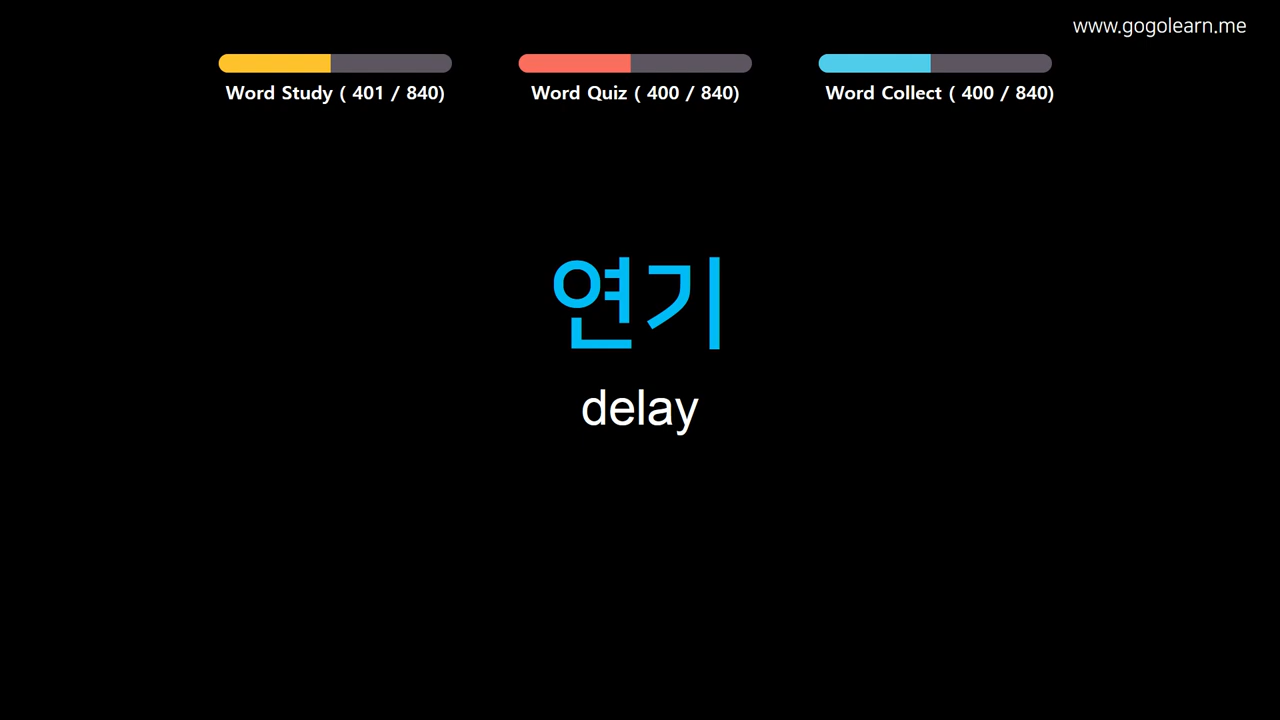 www.gogolearn.me
Word Study ( 401 / 840)
Word Quiz ( 400 / 840)
Word Collect ( 400 / 840)
연기
delay